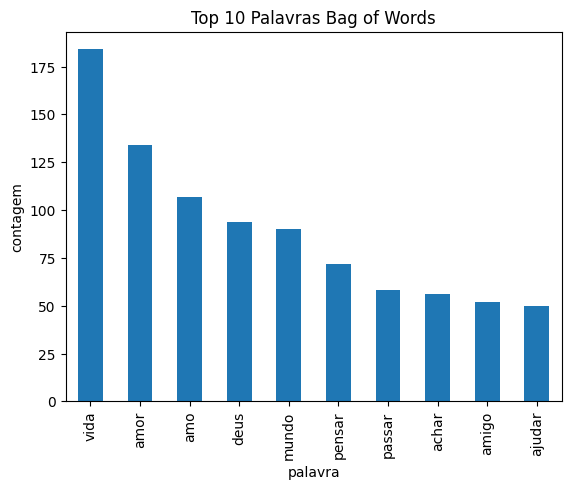 Top 10 Palavras Bag of Words
contagem
175
150
125
100
75
50
25
0
vida
amor
amo
deus
mundo
pensar
passar
achar
amigo
ajudar
palavra